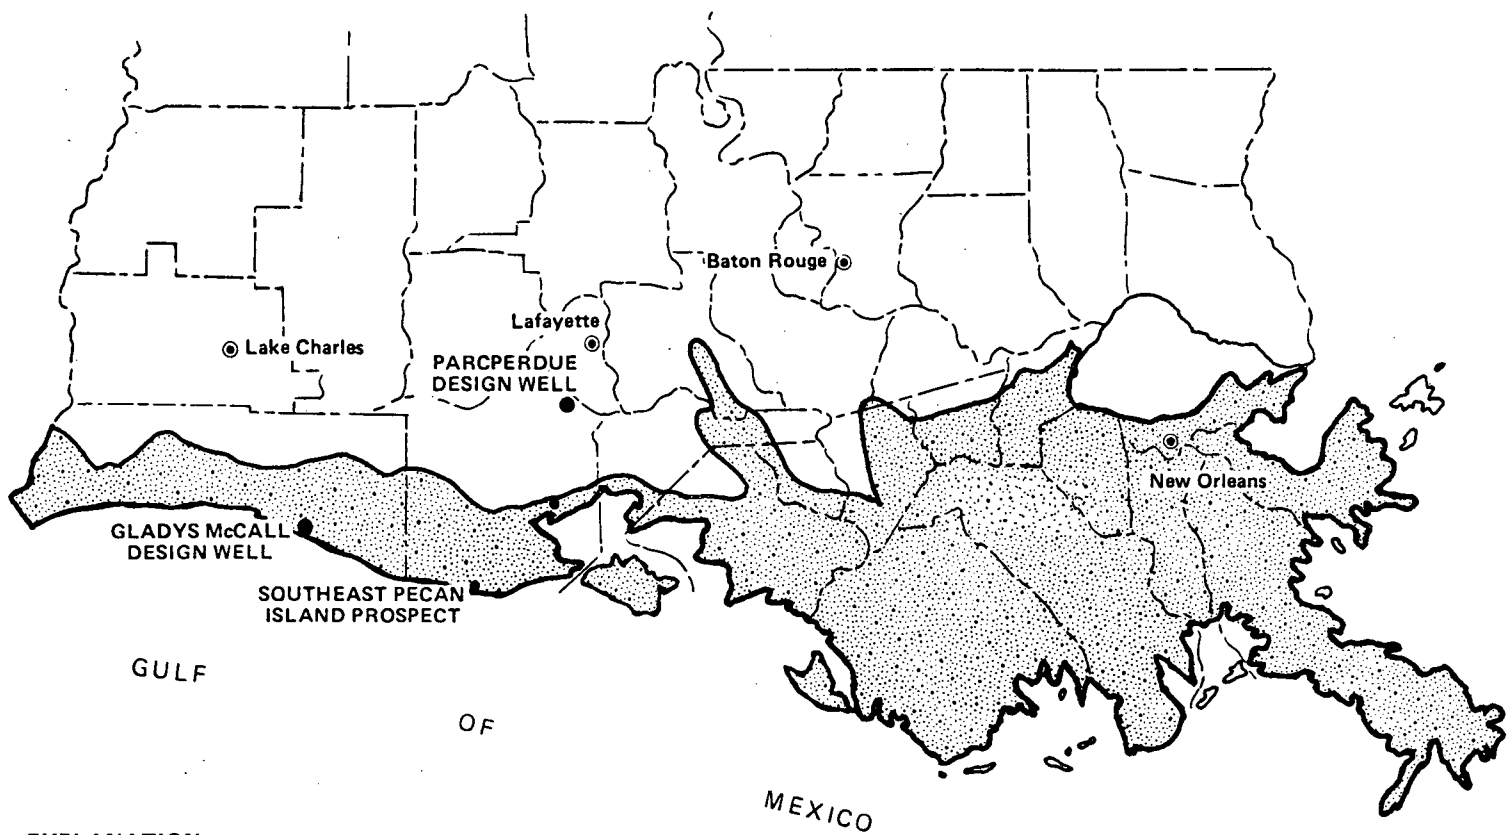 Baton Rouge
Lafayette
Lake Charles
PARCPERDUE
DESIGN WELL
New Orleans
GLADYS McCALL
DESIGN WELL
SOUTHEAST PECAN
ISLAND PROSPECT
GULF
OF
MEXICO